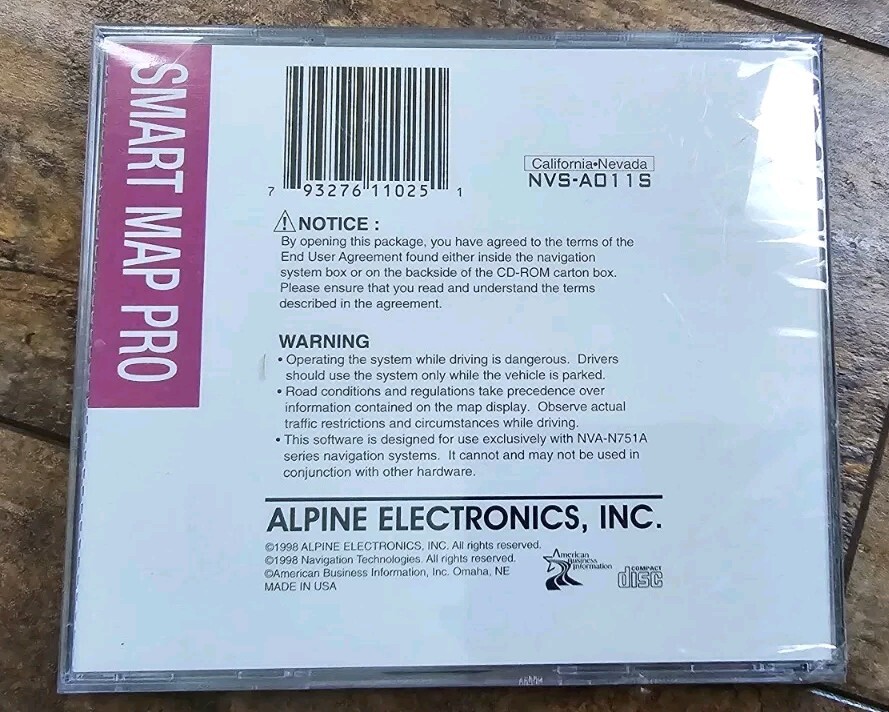 SMART MAP PRO
7 93276 11025 1
California•Nevada
NVS-A011S
NOTICE :
By opening this package, you have agreed to the terms of the
End User Agreement found either inside the navigation
system box or on the backside of the CD-ROM carton box.
Please ensure that you read and understand the terms
described in the agreement.
WARNING
• Operating the system while driving is dangerous. Drivers
should use the system only while the vehicle is parked.
• Road conditions and regulations take precedence over
information contained on the map display. Observe actual
traffic restrictions and circumstances while driving.
• This software is designed for use exclusively with NVA-N751A
series navigation systems. It cannot and may not be used in
conjunction with other hardware.
ALPINE ELECTRONICS, INC.
©1998 ALPINE ELECTRONICS, INC. All rights reserved.
©1998 Navigation Technologies. All rights reserved.
©American Business Information, Inc. Omaha, NE
MADE IN USA
American
Business
Information
COMPACT
disc